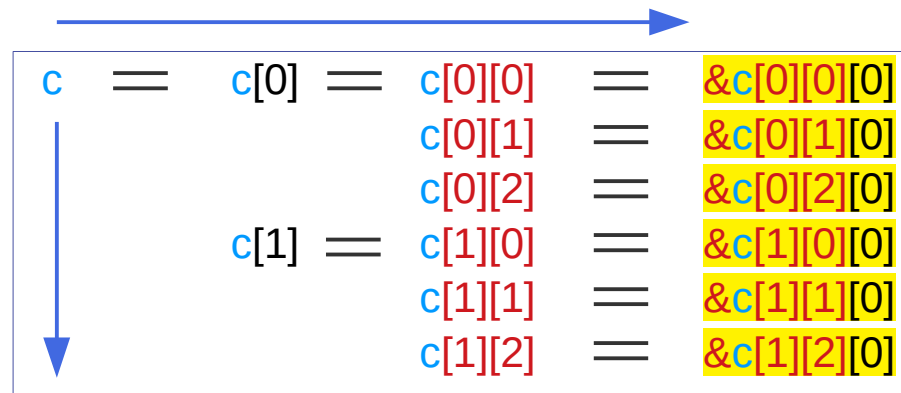 c = c[0] = c[0][0] = &c[0][0][0]
c[0][1] = &c[0][1][0]
c[0][2] = &c[0][2][0]
c[1] = c[1][0] = &c[1][0][0]
c[1][1] = &c[1][1][0]
c[1][2] = &c[1][2][0]